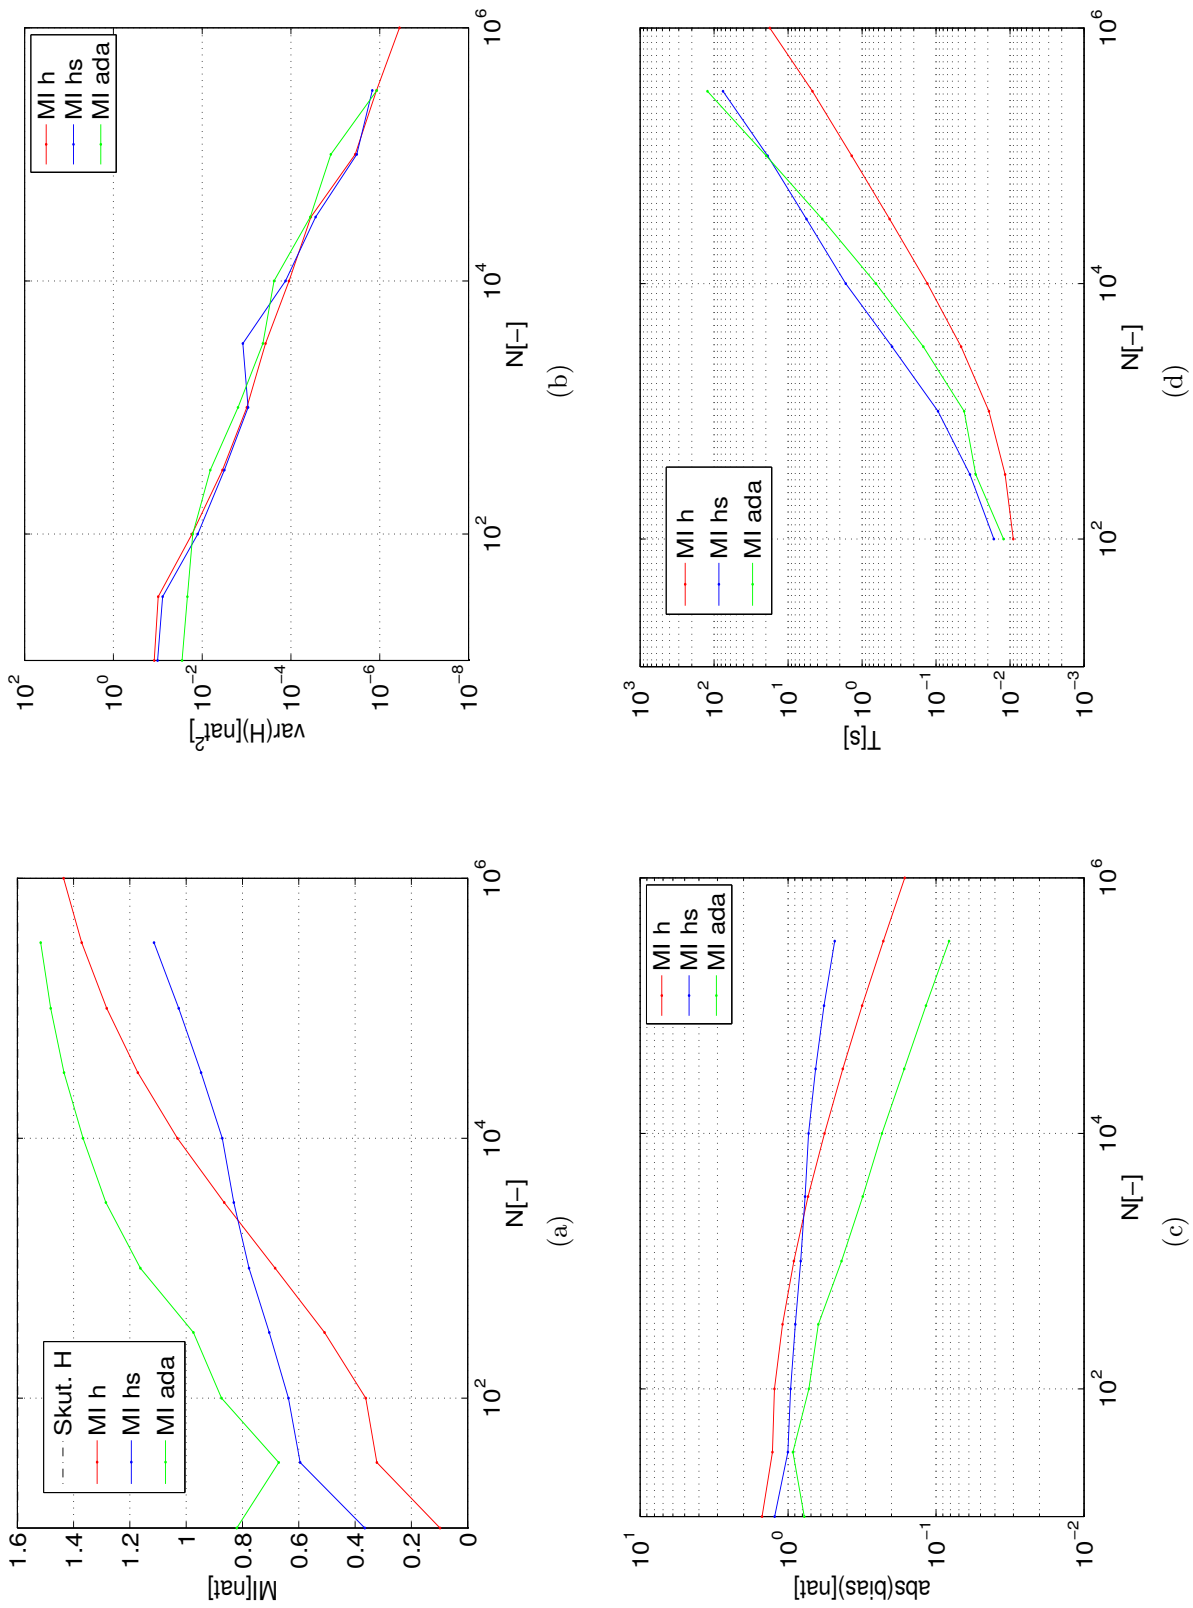 1.6
1.4
1.2
1
0.8
0.6
0.4
0.2
0
MI[nat]
10^2
10^4
10^6
N[−]
Skut. H
MI h
MI hs
MI ada
(a)
10^2
10^0
10^−2
10^−4
10^−6
10^−8
var(H)[nat^2]
10^2
10^4
10^6
N[−]
MI h
MI hs
MI ada
(b)
10^1
10^0
10^−1
10^−2
abs(bias)[nat]
10^2
10^4
10^6
N[−]
MI h
MI hs
MI ada
(c)
10^3
10^2
10^1
10^0
10^−1
10^−2
10^−3
T[s]
10^2
10^4
10^6
N[−]
MI h
MI hs
MI ada
(d)